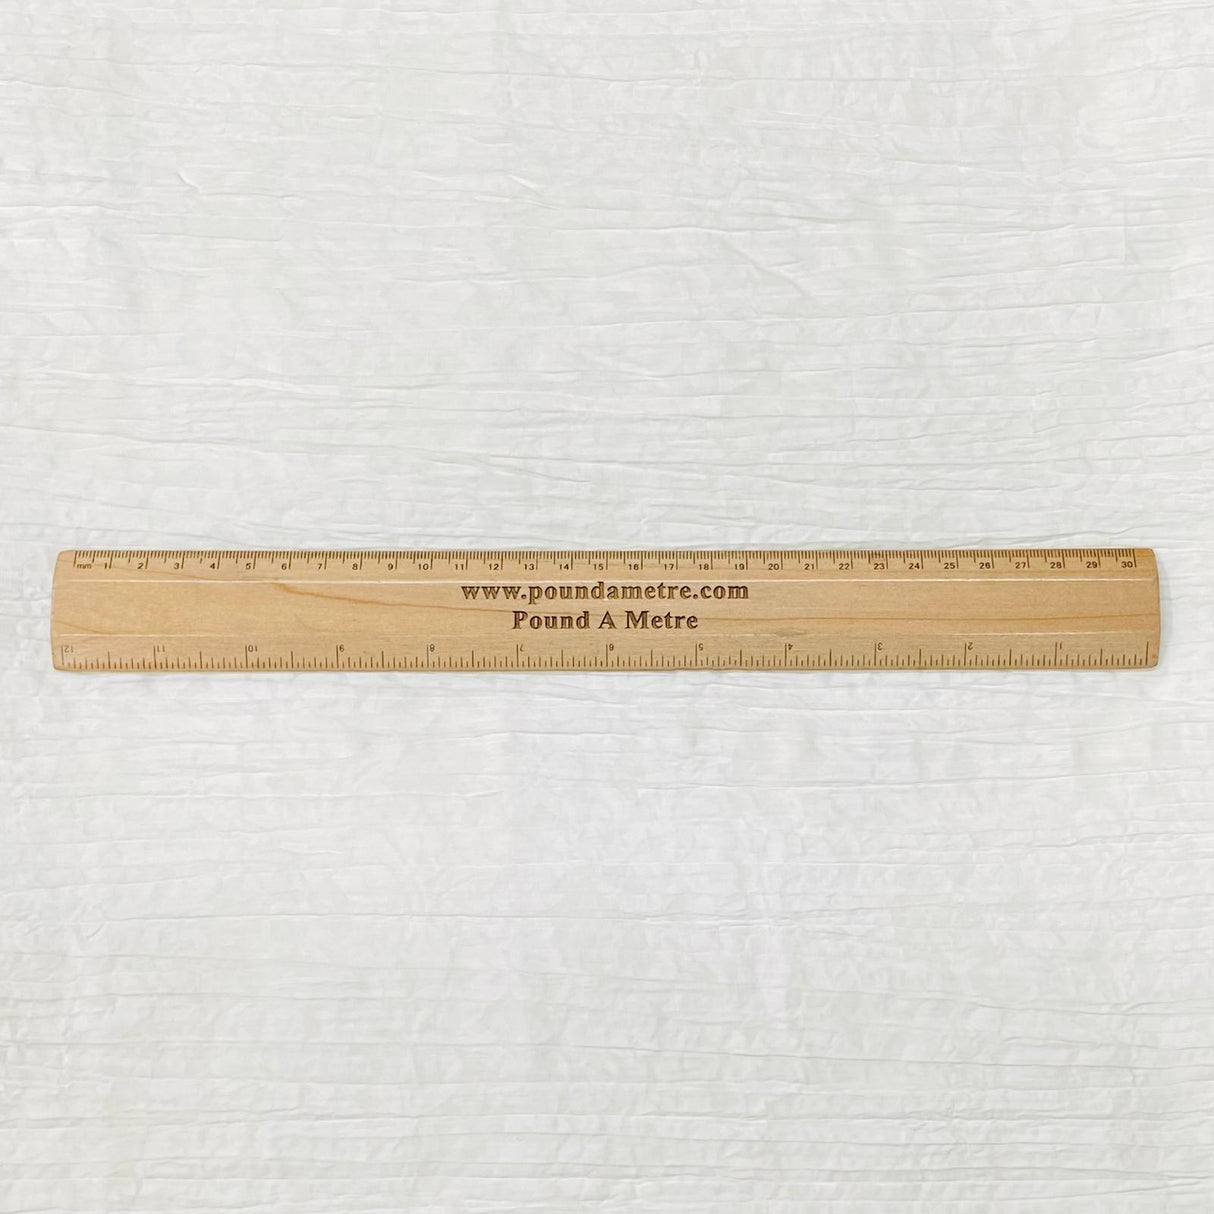 mm 1 2 3 4 5 6 7 8 9 10 11 12 13 14 15 16 17 18 19 20 21 22 23 24 25 26 27 28 29 30
www.poundametre.com
Pound A Metre
12 11 10 9 8 7 6 5 4 3 2 1